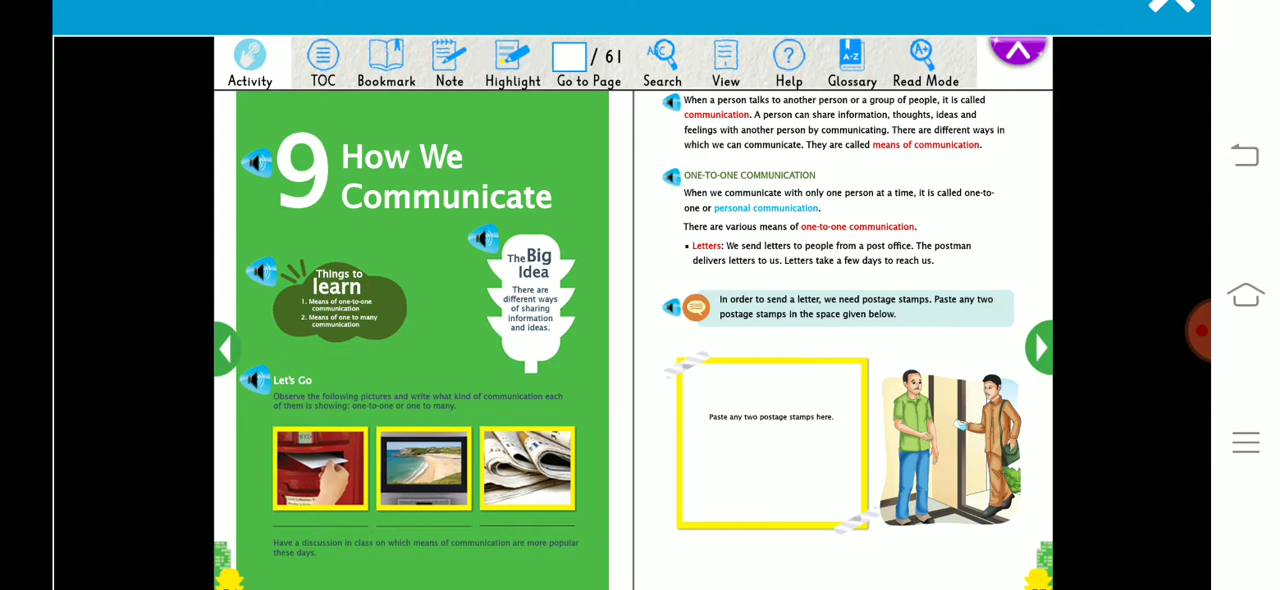 Activity
TOC
Bookmark
Note
Highlight
/ 61
Go to Page
ABC
Search
View
?
Help
A-Z
Glossary
A+
Read Mode
9
How We
Communicate
The Big
Idea
There are
different ways
of sharing
information
and ideas.
Things to
learn
1. Means of one-to-one
communication
2. Means of one to many
communication
Let's Go
Observe the following pictures and write what kind of communication each
of them is showing: one-to-one or one to many.
Have a discussion in class on which means of communication are more popular
these days.
When a person talks to another person or a group of people, it is called
communication. A person can share information, thoughts, ideas and
feelings with another person by communicating. There are different ways in
which we can communicate. They are called means of communication.
ONE-TO-ONE COMMUNICATION
When we communicate with only one person at a time, it is called one-to-
one or personal communication.
There are various means of one-to-one communication.
▪ Letters: We send letters to people from a post office. The postman
delivers letters to us. Letters take a few days to reach us.
In order to send a letter, we need postage stamps. Paste any two
postage stamps in the space given below.
Paste any two postage stamps here.